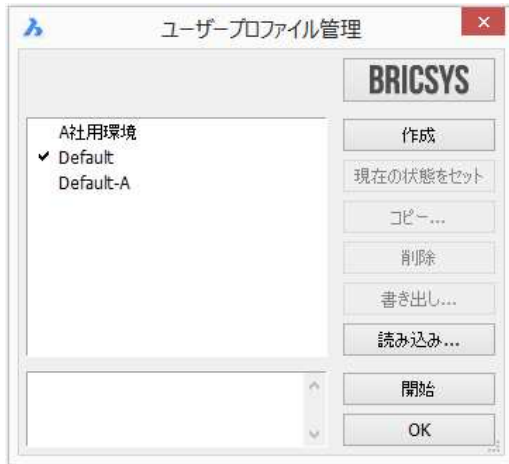 ユーザープロファイル管理
BRICSYS
A社用環境
Default
Default-A
作成
現在の状態をセット
コピー...
削除
書き出し...
読み込み...
開始
OK